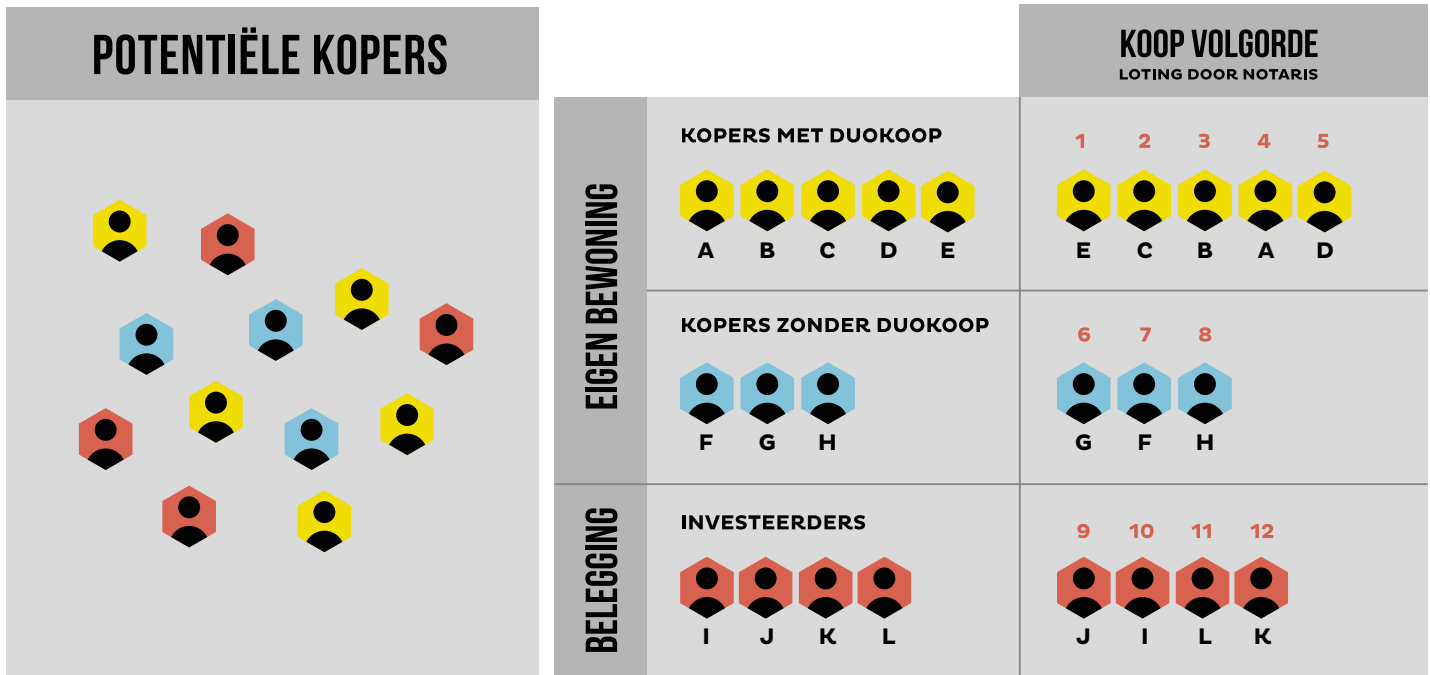 POTENTIËLE KOPERS
KOOP VOLGORDE
LOTING DOOR NOTARIS
EIGEN BEWONING
KOPERS MET DUOKOOP
A B C D E
1 2 3 4 5
E C B A D
KOPERS ZONDER DUOKOOP
F G H
6 7 8
G F H
BELEGGING
INVESTEERDERS
I J K L
9 10 11 12
J I L K